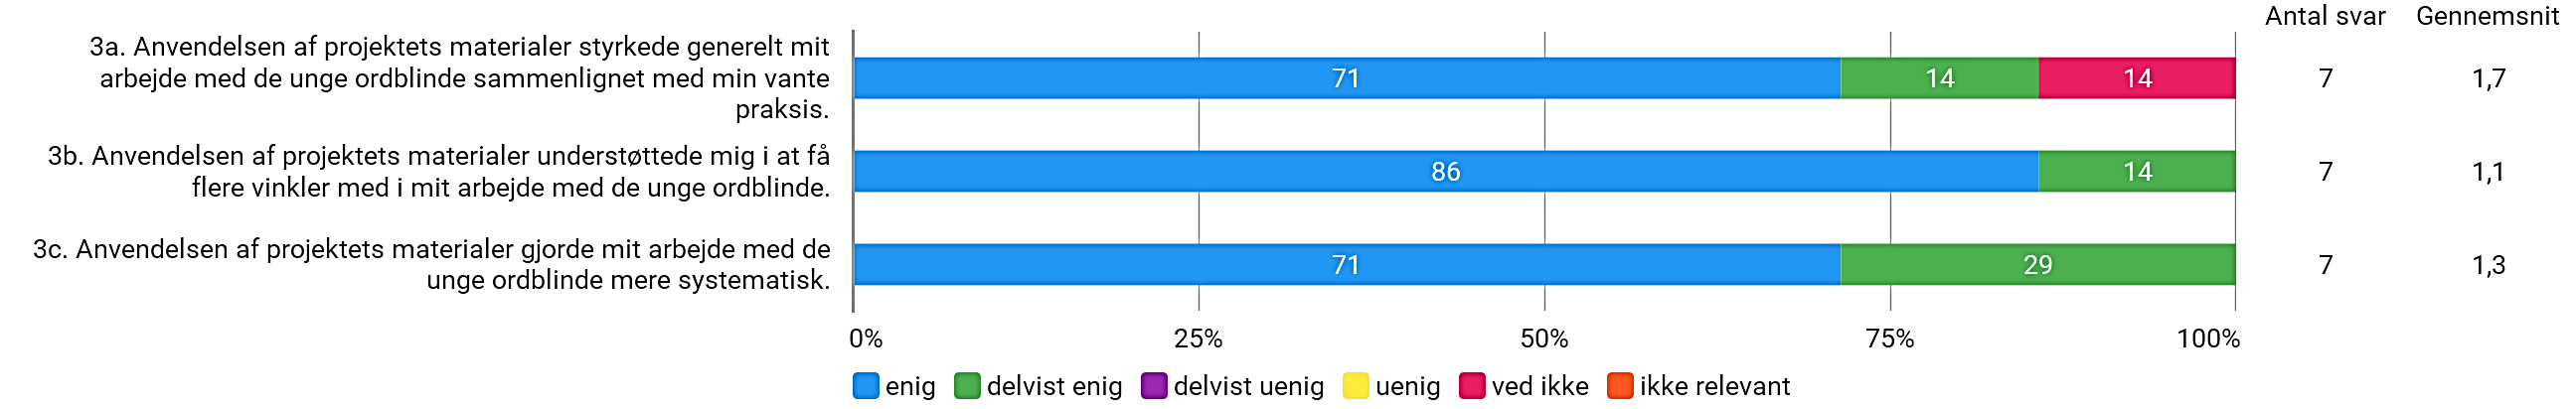 Antal svar Gennemsnit
3a. Anvendelsen af projektets materialer styrkede generelt mit
arbejde med de unge ordblinde sammenlignet med min vante
praksis.
71 14 14 7 1,7
3b. Anvendelsen af projektets materialer understøttede mig i at få
flere vinkler med i mit arbejde med de unge ordblinde.
86 14 7 1,1
3c. Anvendelsen af projektets materialer gjorde mit arbejde med de
unge ordblinde mere systematisk.
71 29 7 1,3
0% 25% 50% 75% 100%
enig delvist enig delvist uenig uenig ved ikke ikke relevant